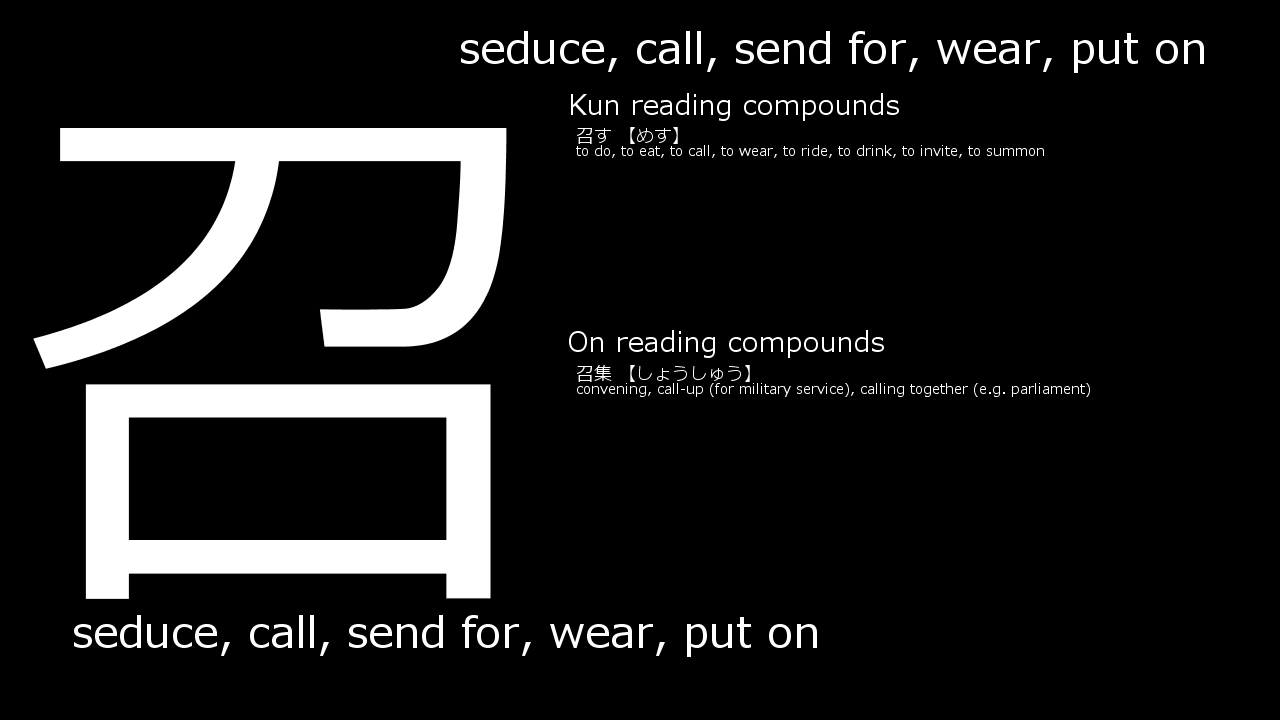 seduce, call, send for, wear, put on
召
Kun reading compounds
召す 【めす】
to do, to eat, to call, to wear, to ride, to drink, to invite, to summon
On reading compounds
召集 【しょうしゅう】
convening, call-up (for military service), calling together (e.g. parliament)
seduce, call, send for, wear, put on